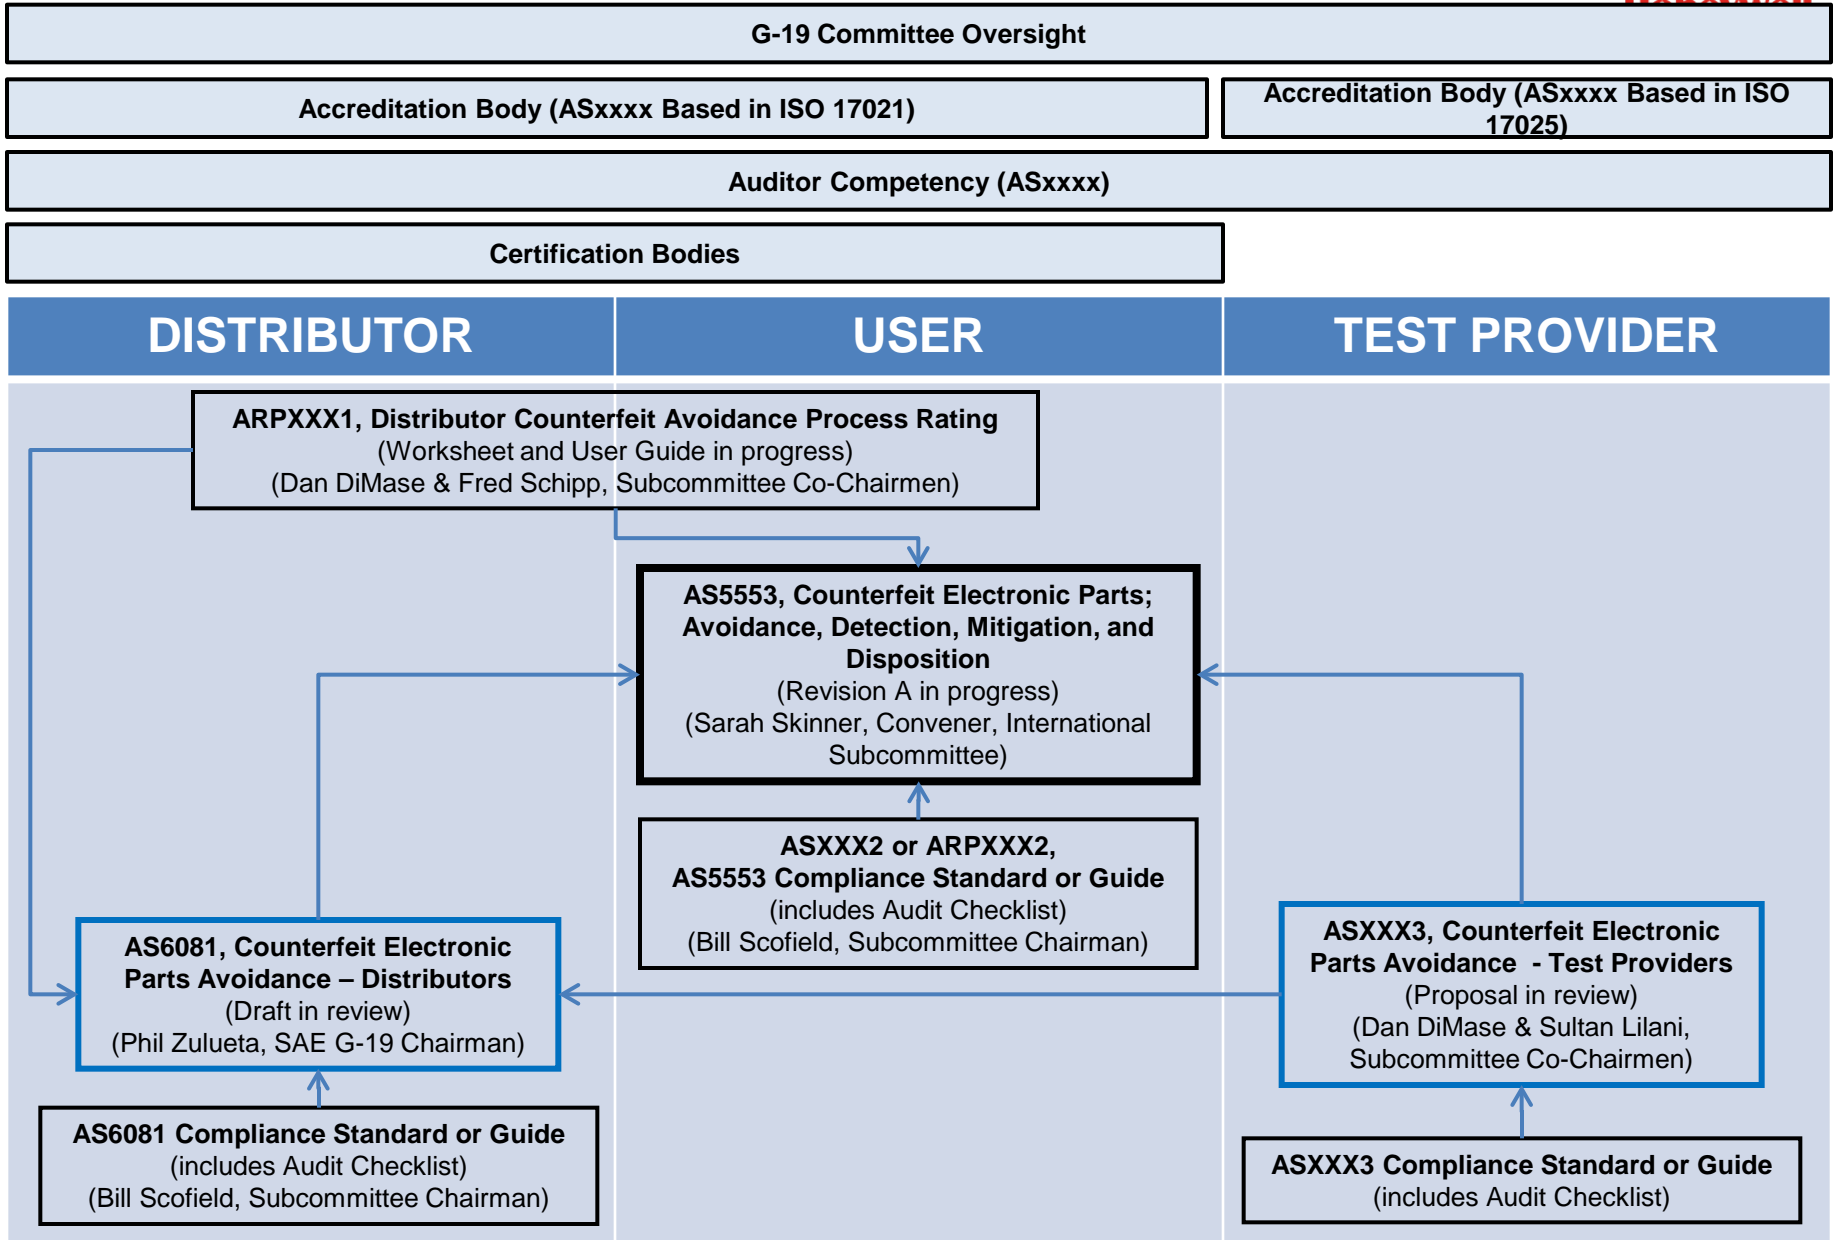 G-19 Committee Oversight
Accreditation Body (ASxxxx Based in ISO 17021)
Accreditation Body (ASxxxx Based in ISO
17025)
Auditor Competency (ASxxxx)
Certification Bodies
DISTRIBUTOR
USER
TEST PROVIDER
ARPXXX1, Distributor Counterfeit Avoidance Process Rating
(Worksheet and User Guide in progress)
(Dan DiMase & Fred Schipp, Subcommittee Co-Chairmen)
AS5553, Counterfeit Electronic Parts;
Avoidance, Detection, Mitigation, and
Disposition
(Revision A in progress)
(Sarah Skinner, Convener, International
Subcommittee)
ASXXX2 or ARPXXX2,
AS5553 Compliance Standard or Guide
(includes Audit Checklist)
(Bill Scofield, Subcommittee Chairman)
AS6081, Counterfeit Electronic
Parts Avoidance – Distributors
(Draft in review)
(Phil Zulueta, SAE G-19 Chairman)
ASXXX3, Counterfeit Electronic
Parts Avoidance - Test Providers
(Proposal in review)
(Dan DiMase & Sultan Lilani,
Subcommittee Co-Chairmen)
AS6081 Compliance Standard or Guide
(includes Audit Checklist)
(Bill Scofield, Subcommittee Chairman)
ASXXX3 Compliance Standard or Guide
(includes Audit Checklist)